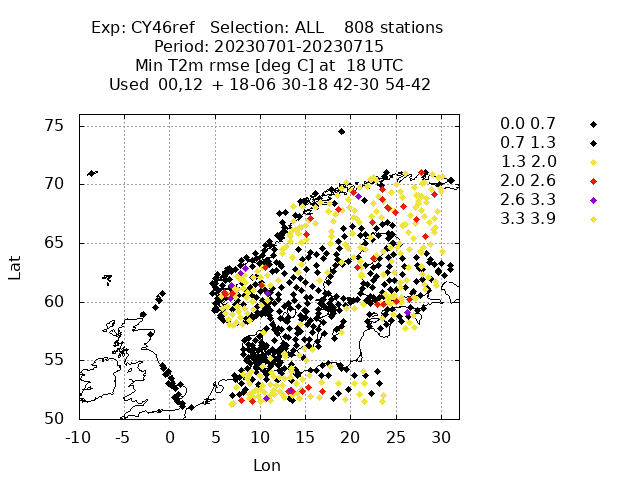 Exp: CY46ref   Selection: ALL    808 stations
Period: 20230701-20230715
Min T2m rmse [deg C] at  18 UTC
Used  00,12  + 18-06 30-18 42-30 54-42
0.0 0.7
0.7 1.3
1.3 2.0
2.0 2.6
2.6 3.3
3.3 3.9
75
70
65
60
55
50
Lat
-10 -5 0 5 10 15 20 25 30
Lon